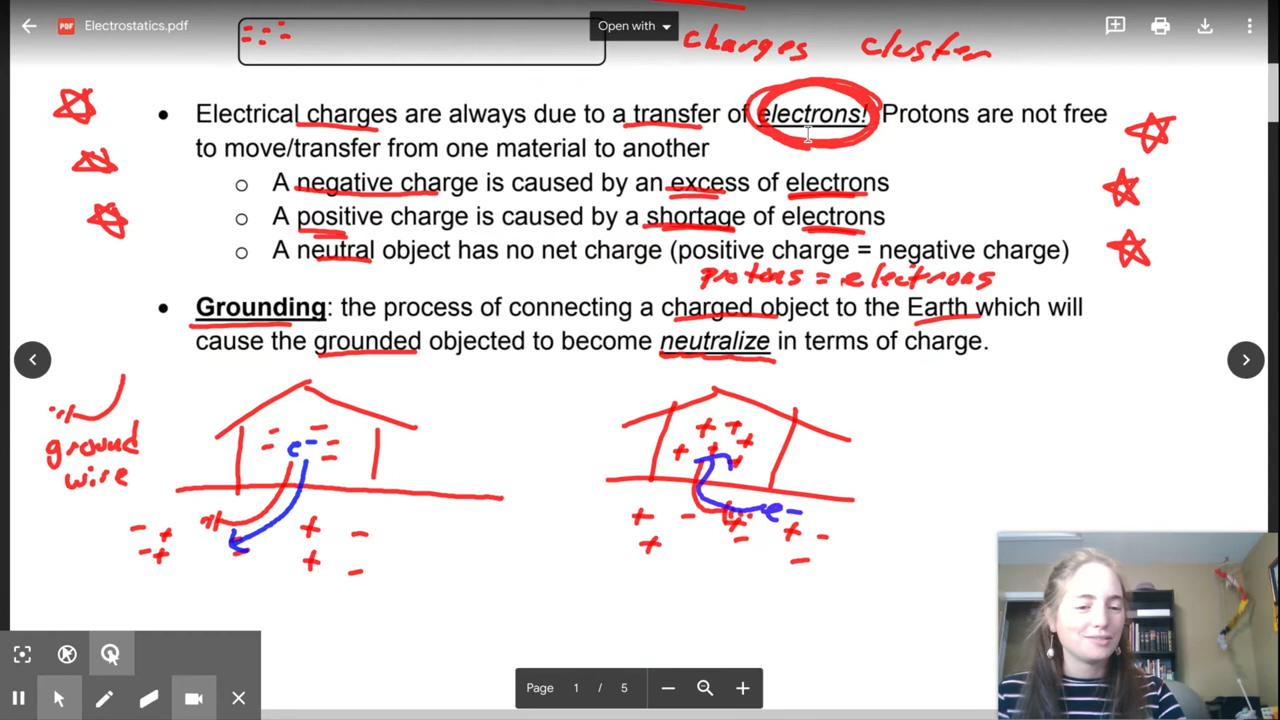 Electrostatics.pdf
Open with
charges cluster
Electrical charges are always due to a transfer of electrons! Protons are not free
to move/transfer from one material to another
A negative charge is caused by an excess of electrons
A positive charge is caused by a shortage of electrons
A neutral object has no net charge (positive charge = negative charge)
protons = electrons
Grounding: the process of connecting a charged object to the Earth which will
cause the grounded objected to become neutralize in terms of charge.
ground
wire
e-
e-
Page 1 / 5